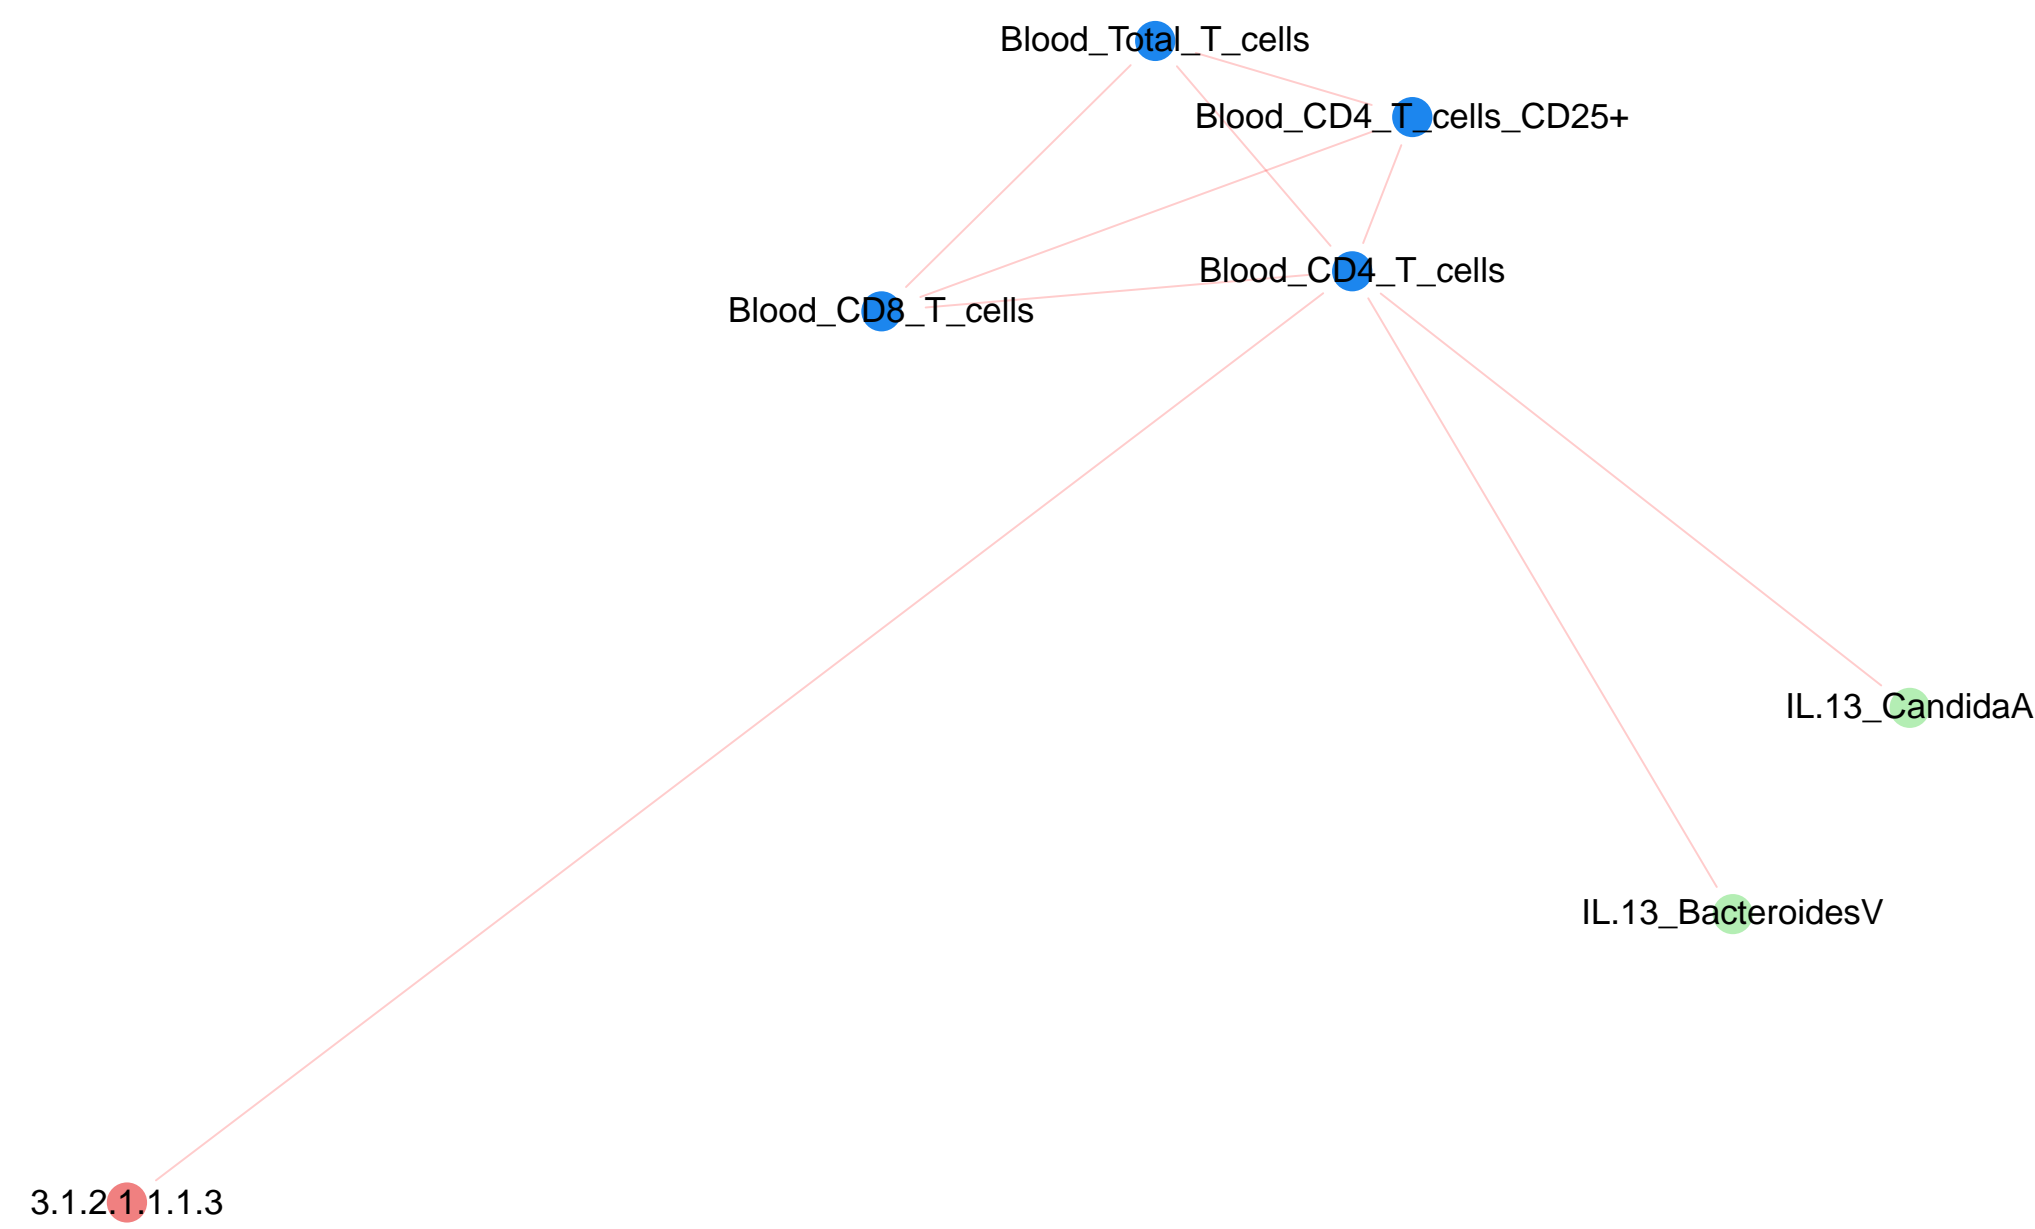 Blood_Total_T_cells
Blood_CD4_T_cells_CD25+
Blood_CD4_T_cells
Blood_CD8_T_cells
IL.13_CandidaA
IL.13_BacteroidesV
3.1.2.1.1.1.3